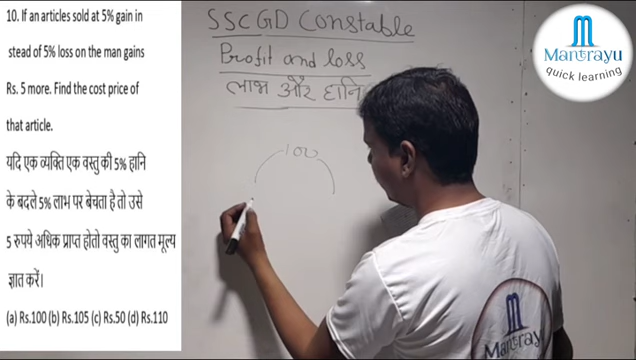 10. If an articles sold at 5% gain in
stead of 5% loss on the man gains
Rs. 5 more. Find the cost price of
that article.
यदि एक व्यक्ति एक वस्तु की 5% हानि
के बदले 5% लाभ पर बेचता है तो उसे
5 रुपये अधिक प्राप्त होतो वस्तु का लागत मूल्य
ज्ञात करें।
(a) Rs.100 (b) Rs.105 (c) Rs.50 (d) Rs.110
SSC GD Constable
Profit and loss
लाभ और हानि
100
Mantrayu
quick learning
Mantrayu